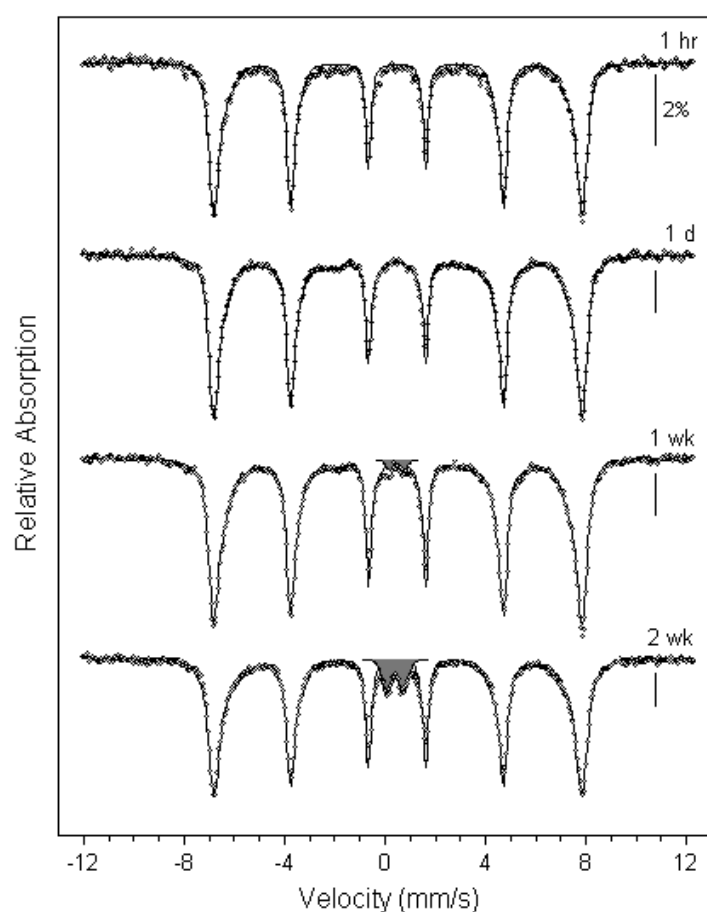 1 hr
2%
1 d
1 wk
2 wk
Relative Absorption
-12 -8 -4 0 4 8 12
Velocity (mm/s)